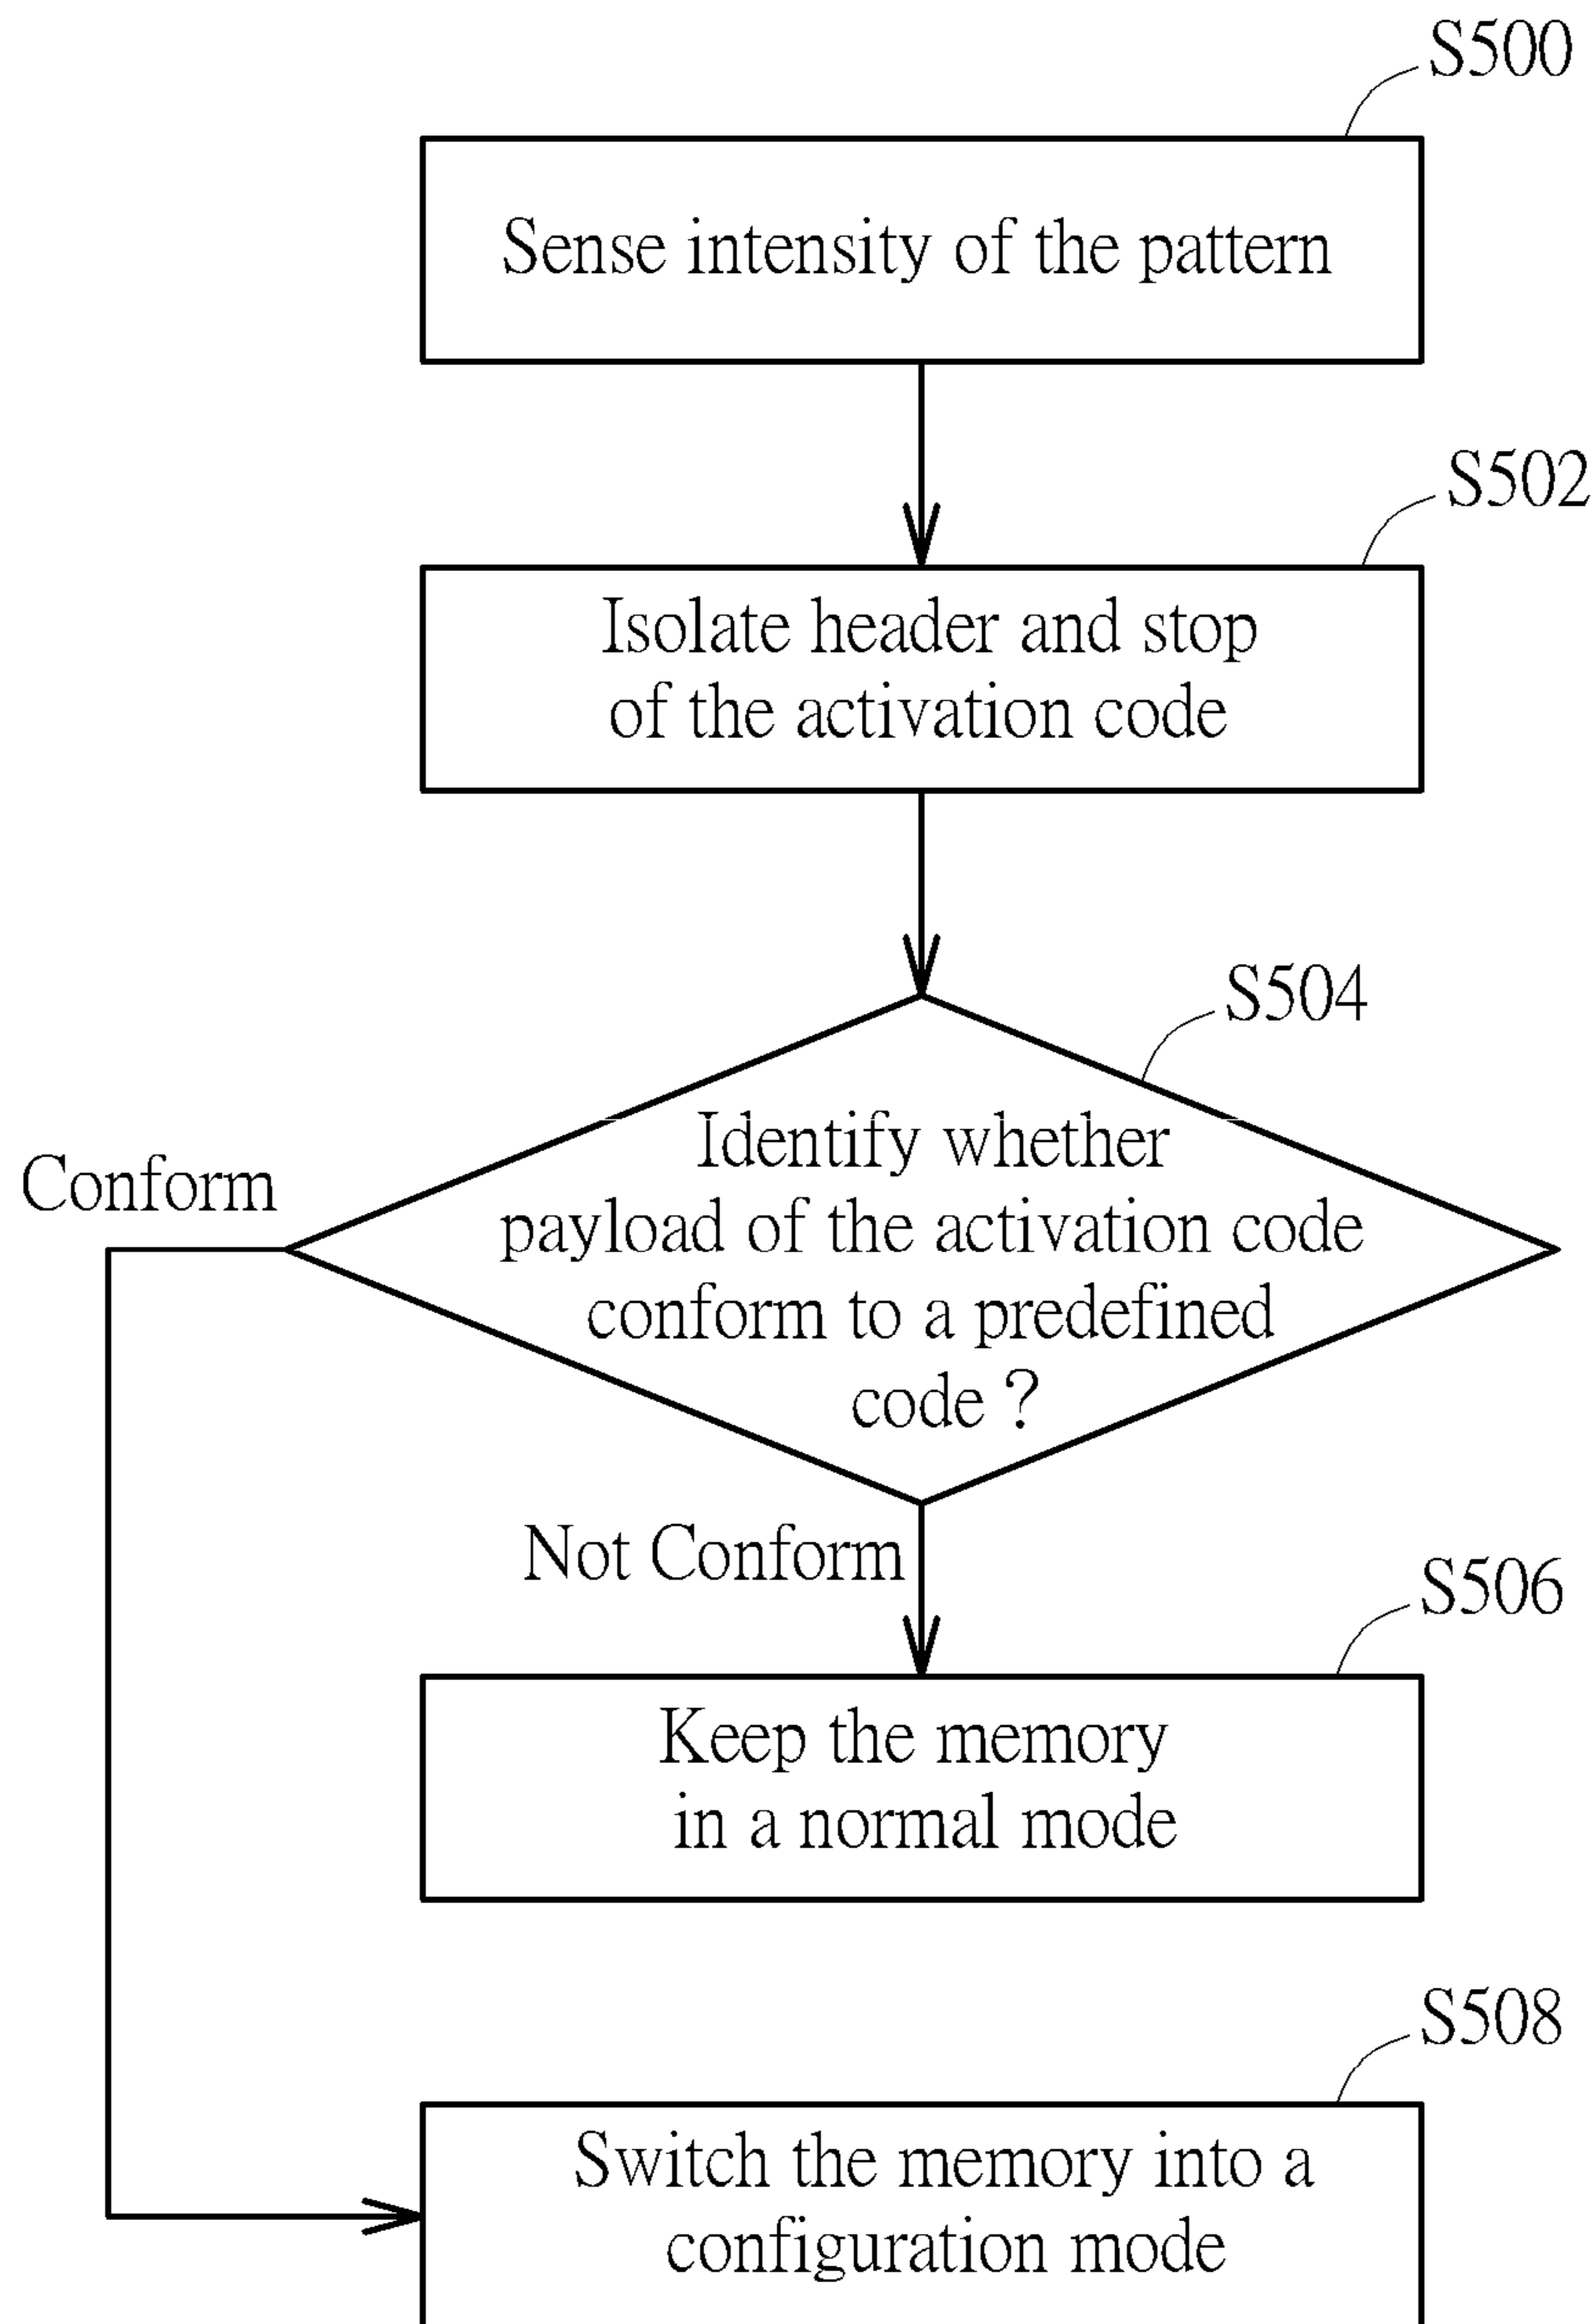 S500
Sense intensity of the pattern
S502
Isolate header and stop
of the activation code
S504
Identify whether
payload of the activation code
conform to a predefined
code ?
Conform
Not Conform
S506
Keep the memory
in a normal mode
S508
Switch the memory into a
configuration mode